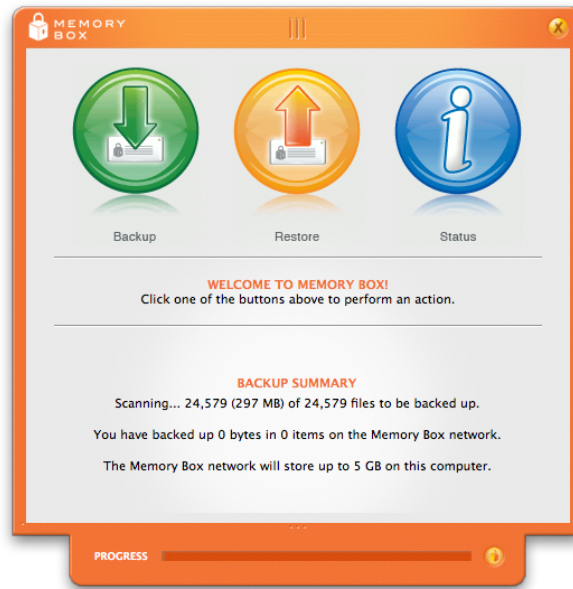 MEMORY
BOX
X
Backup
Restore
Status
WELCOME TO MEMORY BOX!
Click one of the buttons above to perform an action.
BACKUP SUMMARY
Scanning... 24,579 (297 MB) of 24,579 files to be backed up.
You have backed up 0 bytes in 0 items on the Memory Box network.
The Memory Box network will store up to 5 GB on this computer.
PROGRESS